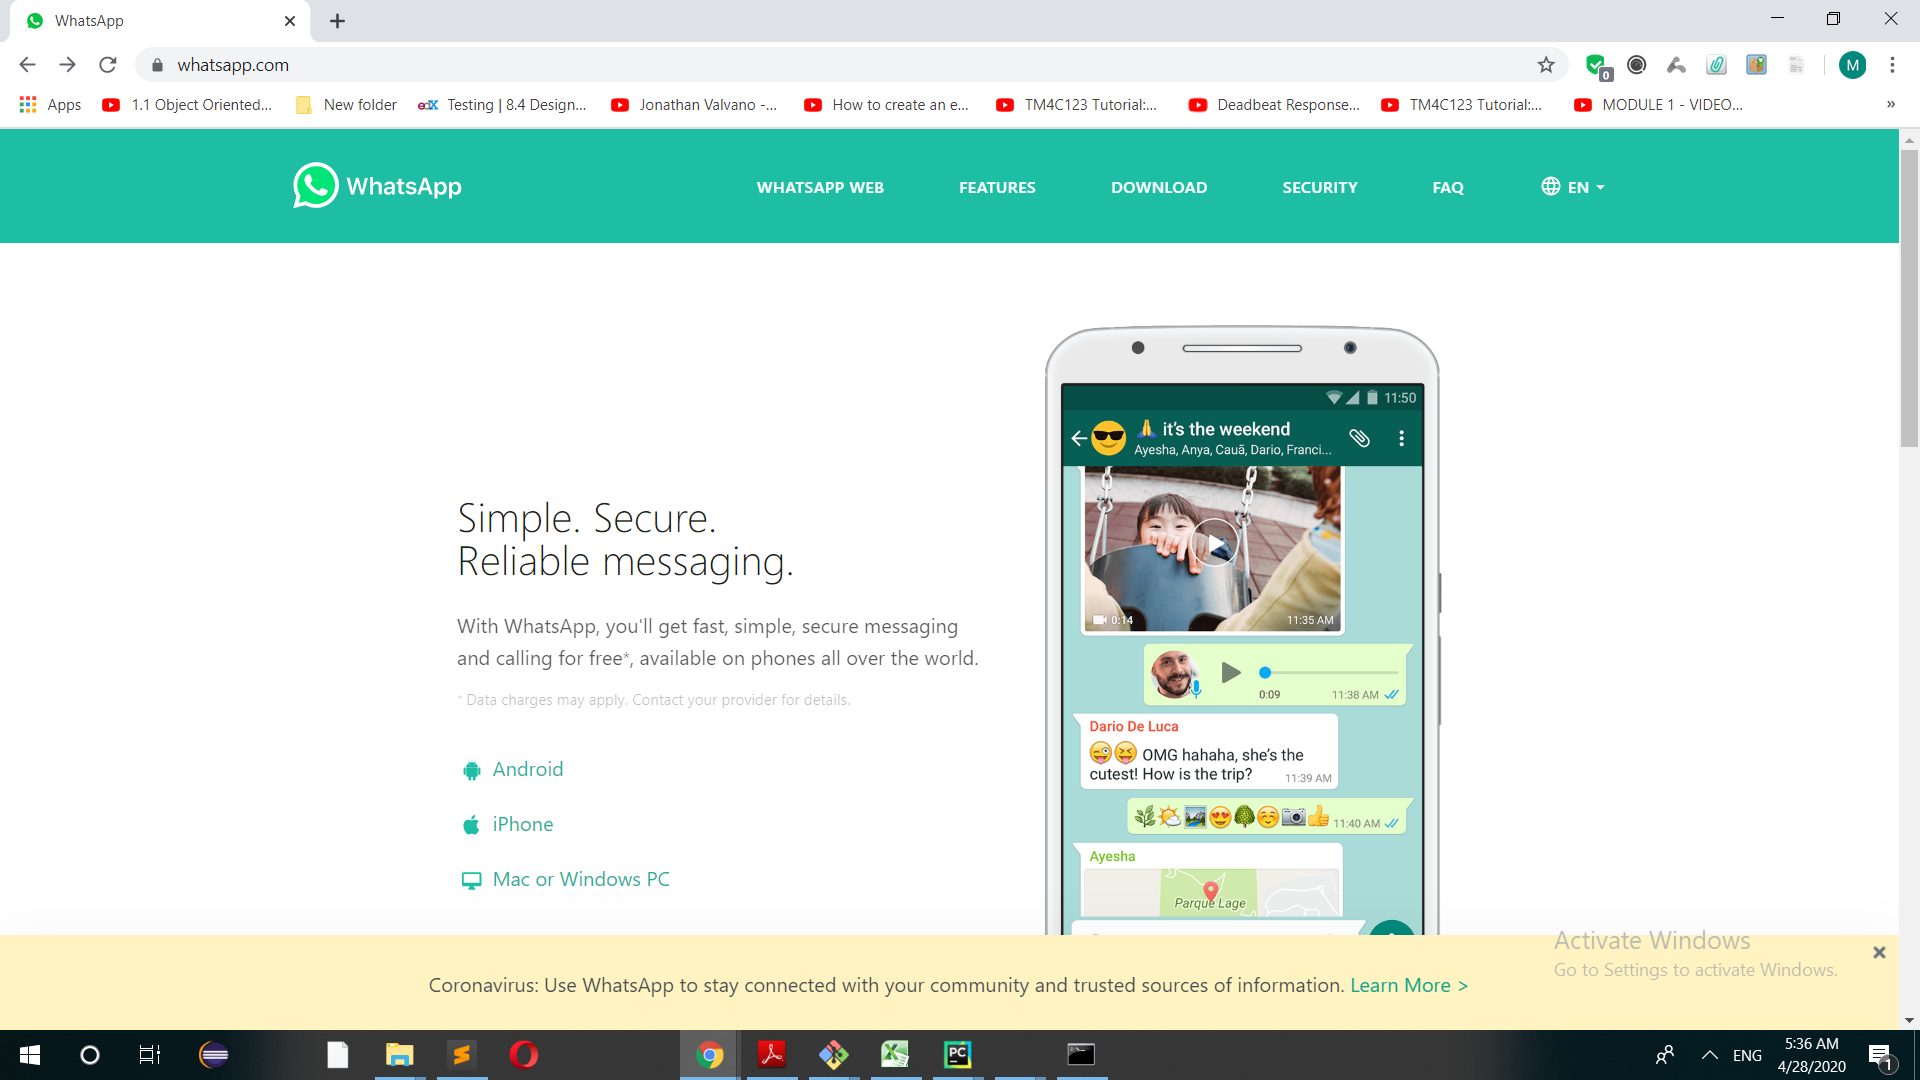 WhatsApp
whatsapp.com
0
M
Apps
1.1 Object Oriented...
New folder
edX
Testing | 8.4 Design...
Jonathan Valvano -...
How to create an e...
TM4C123 Tutorial:...
Deadbeat Response...
TM4C123 Tutorial:...
MODULE 1 - VIDEO...
»
WhatsApp
WHATSAPP WEB
FEATURES
DOWNLOAD
SECURITY
FAQ
EN
11:50
🙏 it's the weekend
Ayesha, Anya, Cauã, Dario, Franci...
0:14
11:35 AM
0:09
11:38 AM
Dario De Luca
😜😝 OMG hahaha, she's the
cutest! How is the trip?
11:39 AM
11:40 AM
Ayesha
Parque Lage
Simple. Secure.
Reliable messaging.
With WhatsApp, you'll get fast, simple, secure messaging
and calling for free*, available on phones all over the world.
* Data charges may apply. Contact your provider for details.
Android
iPhone
Mac or Windows PC
Activate Windows
Go to Settings to activate Windows.
Coronavirus: Use WhatsApp to stay connected with your community and trusted sources of information. Learn More >
PC
ENG
5:36 AM
4/28/2020
1